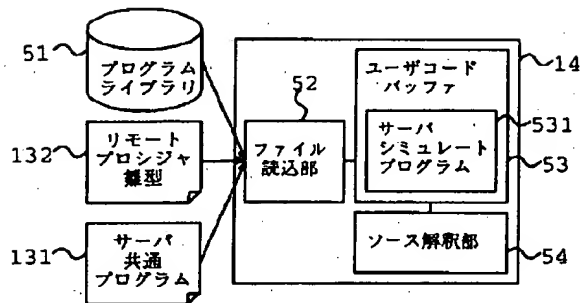 51
プログラム
ライブラリ
132
リモート
プロシジャ
雛型
131
サーバ
共通
プログラム
52
ファイル
読込部
14
ユーザコード
バッファ
531
サーバ
シミュレート
プログラム
53
ソース解釈部
54